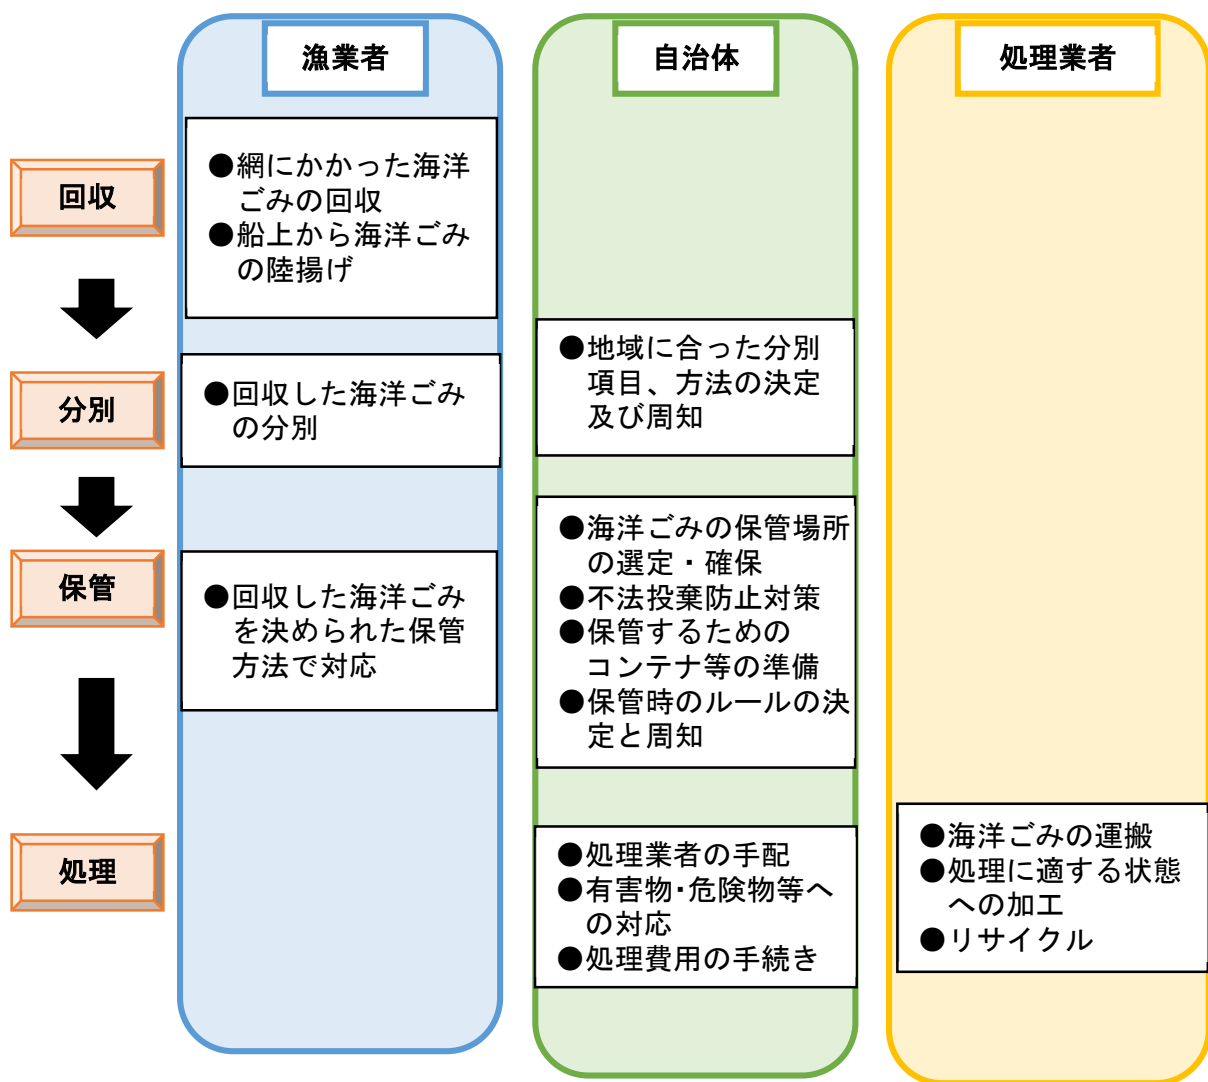 漁業者
自治体
処理業者
回収
●網にかかった海洋
ごみの回収
●船上から海洋ごみ
の陸揚げ
分別
●回収した海洋ごみ
の分別
●地域に合った分別
項目、方法の決定
及び周知
保管
●回収した海洋ごみ
を決められた保管
方法で対応
●海洋ごみの保管場所
の選定・確保
●不法投棄防止対策
●保管するための
コンテナ等の準備
●保管時のルールの決
定と周知
処理
●処理業者の手配
●有害物・危険物等へ
の対応
●処理費用の手続き
●海洋ごみの運搬
●処理に適する状態
への加工
●リサイクル